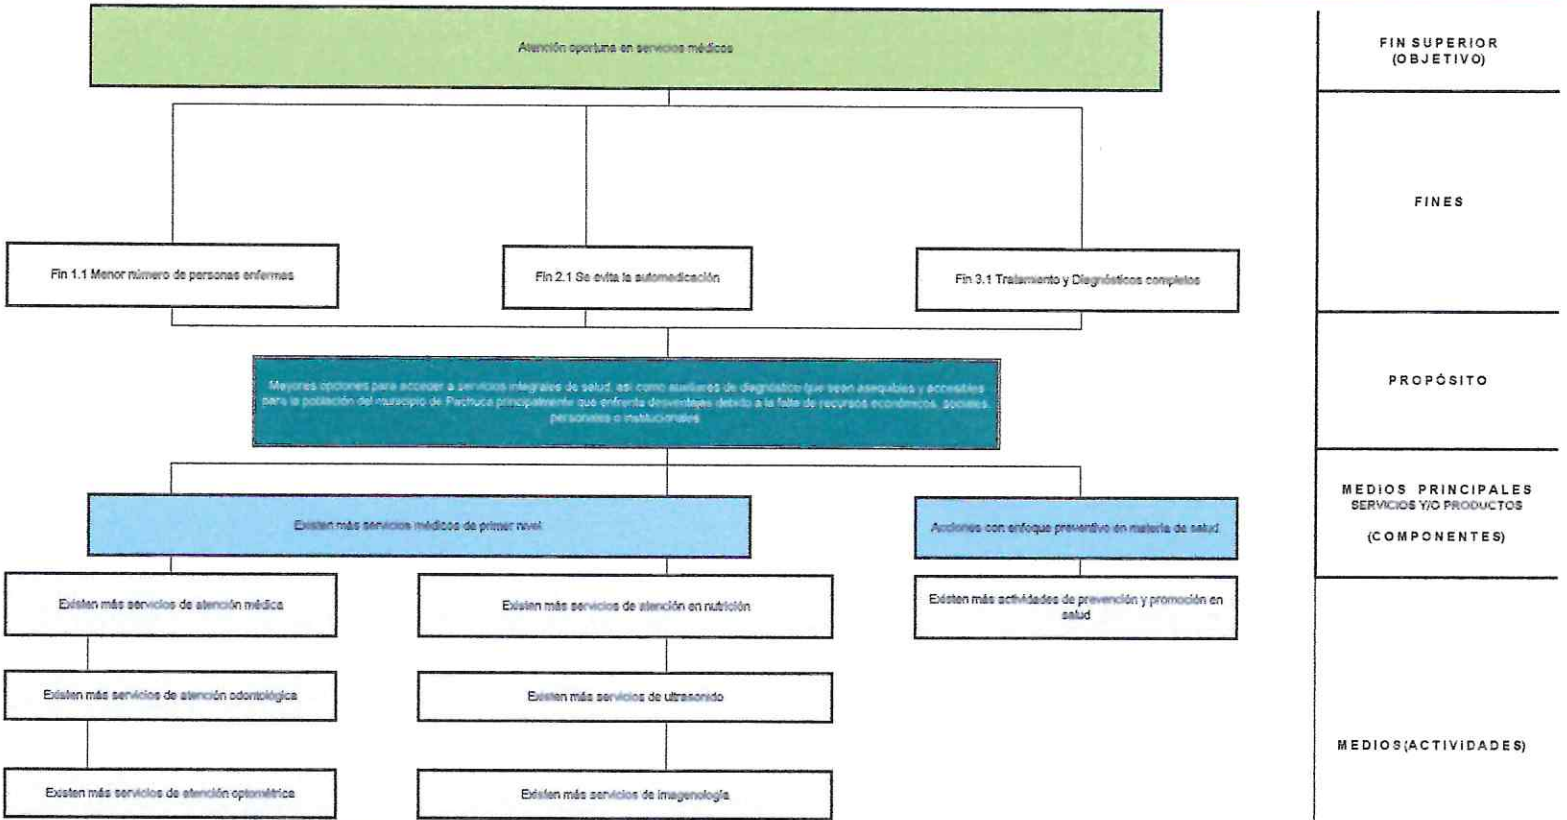 Atención oportuna en servicios médicos
FIN SUPERIOR
(OBJETIVO)
FINES
Fin 1.1 Menor número de personas enfermas
Fin 2.1 Se evita la automedicación
Fin 3.1 Tratamiento y Diagnósticos completos
Mayores opciones para acceder a servicios integrales de salud, así como auxiliares de diagnóstico que sean asequibles y accesibles
para la población del municipio de Pachuca principalmente que enfrenta desventajas debido a la falta de recursos económicos, sociales,
personales o institucionales
PROPÓSITO
Existen más servicios médicos de primer nivel
Acciones con enfoque preventivo en materia de salud
MEDIOS PRINCIPALES
SERVICIOS Y/O PRODUCTOS
(COMPONENTES)
Existen más servicios de atención médica
Existen más servicios de atención en nutrición
Existen más actividades de prevención y promoción en
salud
Existen más servicios de atención odontológica
Existen más servicios de ultrasonido
MEDIOS (ACTIVIDADES)
Existen más servicios de atención optométrica
Existen más servicios de imagenología